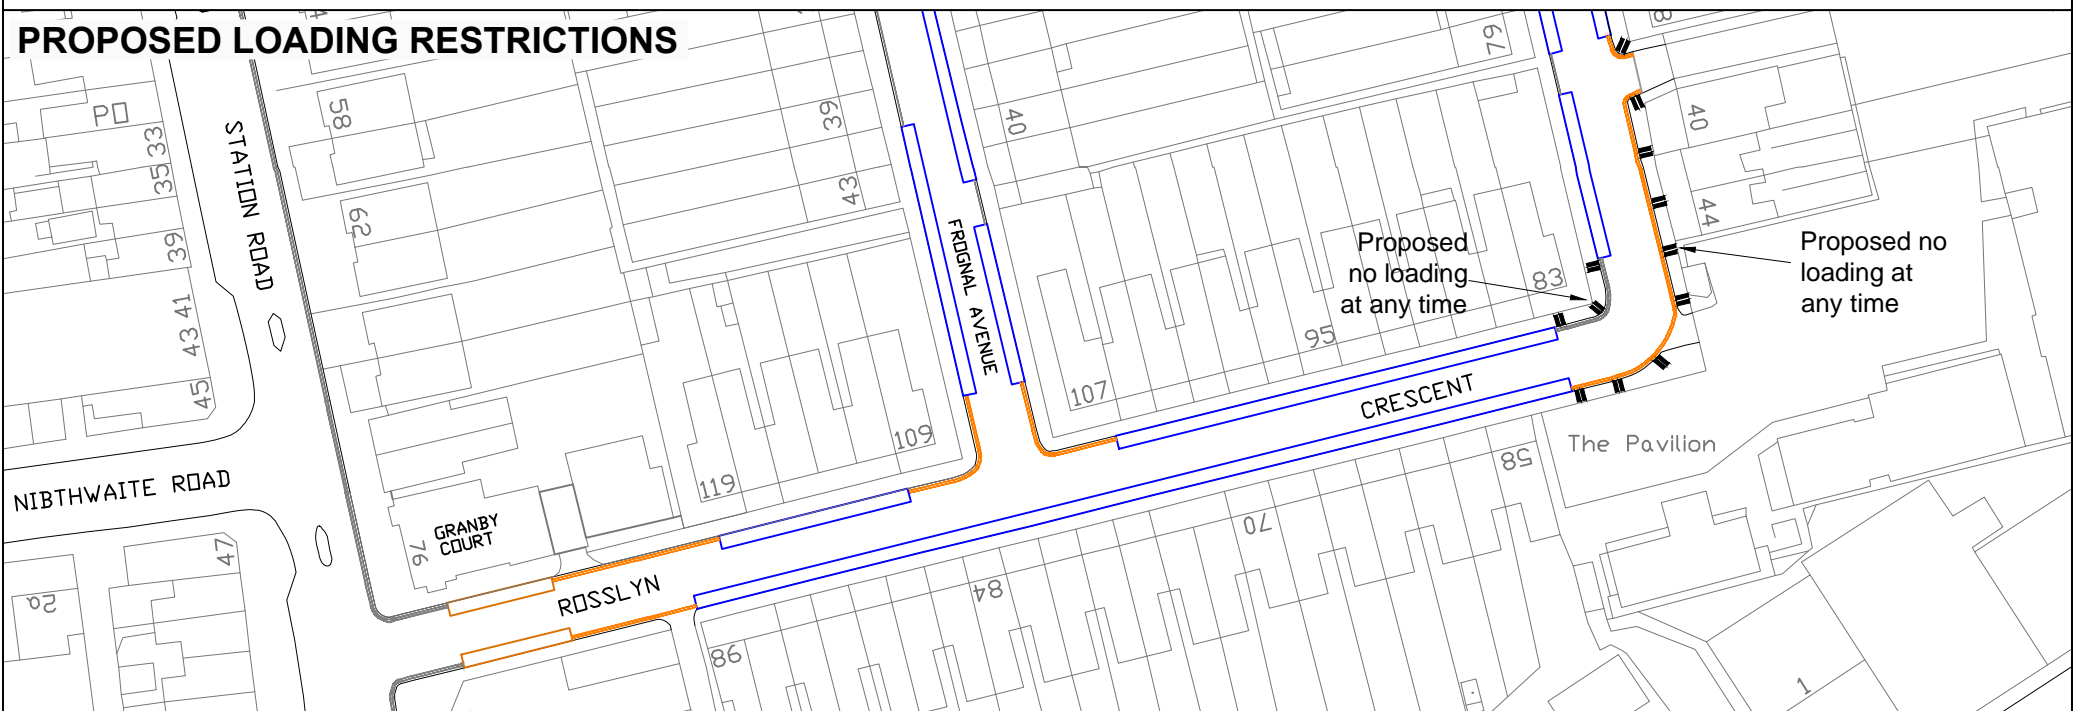 PROPOSED LOADING RESTRICTIONS
PO
33
35
39
41
43
45
47
2a
STATION ROAD
58
62
76
NIBTHWAITE ROAD
GRANBY
COURT
39
43
40
FROGNAL AVENUE
107
109
119
95
83
67
40
44
Proposed
no loading
at any time
Proposed no
loading at
any time
ROSSLYN
CRESCENT
The Pavilion
58
70
84
98
1